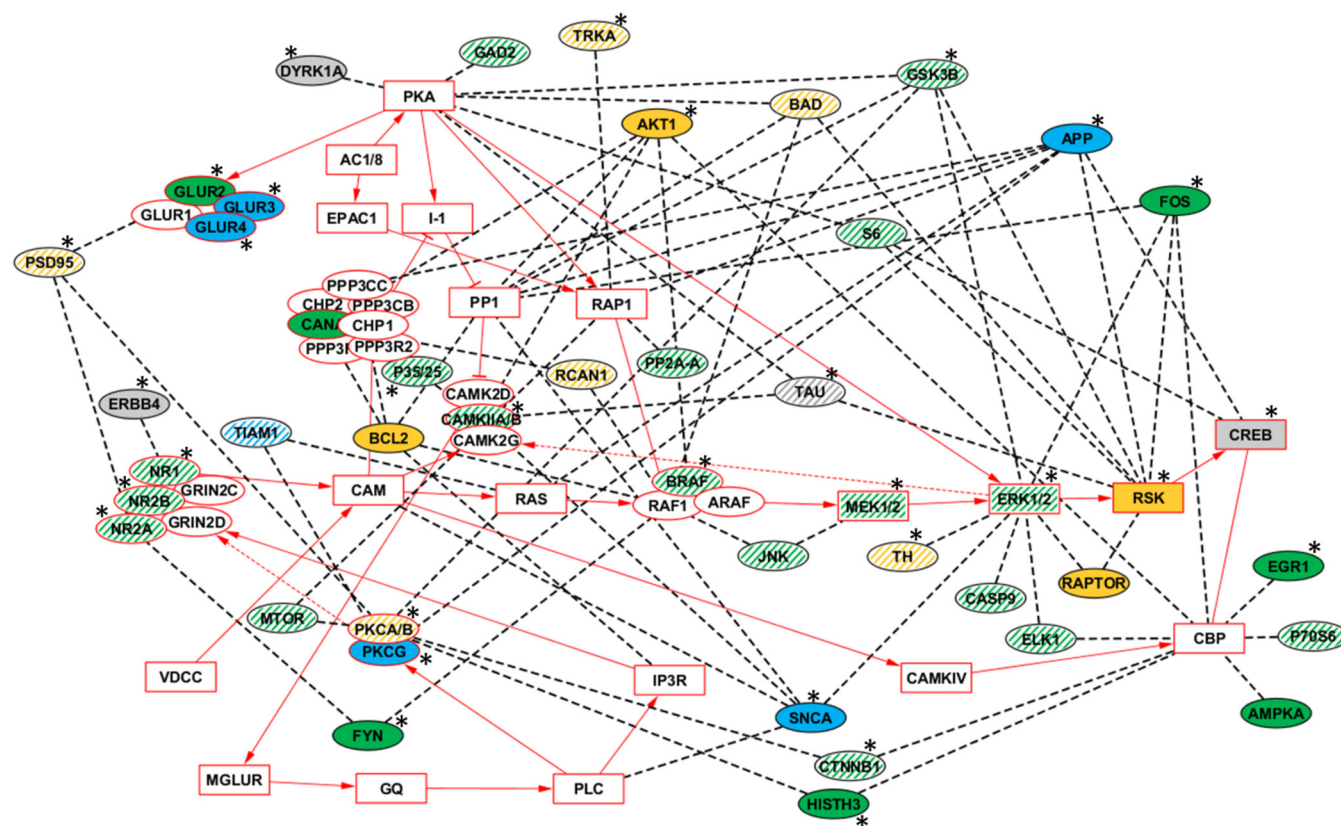 TRKA *
* DYRK1A
GAD2
GSK3B *
PKA
BAD
AKT1 *
APP *
AC1/8
GLUR2 *
GLUR3 *
GLUR1
GLUR4 *
EPAC1
I-1
FOS *
S6
PSD95 *
PPP3CC
CHP2
PPP3CB
CHP1
PPP3R2
PP1
RAP1
P35/25 *
RCAN1
PP2A-A
TAU *
ERBB4 *
CAMK2D
CAMKIIA/B *
CAMK2G
TIAM1
BCL2
CREB *
NR1 *
GRIN2C
NR2B *
GRIN2D
NR2A *
CAM
RAS
BRAF *
RAF1
ARAF
MEK1/2 *
ERK1/2 *
RSK *
JNK
TH *
CASP9
RAPTOR
EGR1 *
MTOR
PKCA/B *
PKCG *
ELK1
CBP
P70S6
VDCC
IP3R
CAMKIV
SNCA *
AMPKA
FYN *
CTNNB1 *
MGLUR
GQ
PLC
HISTH3 *